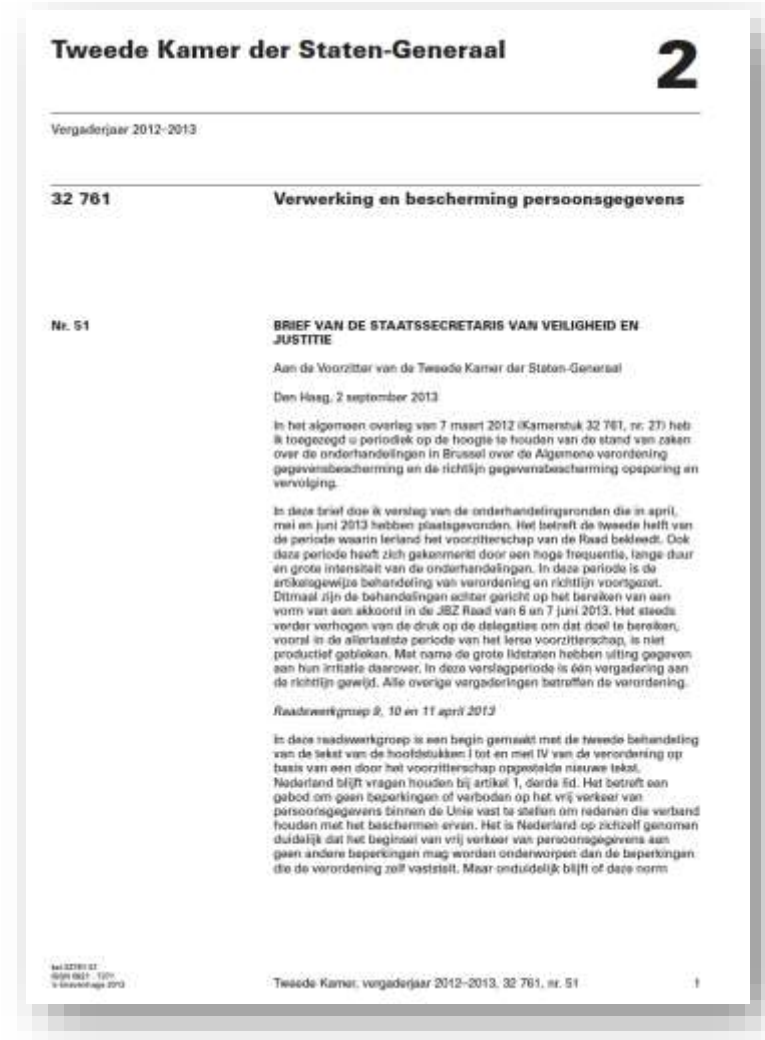 Tweede Kamer der Staten-Generaal
2
Vergaderjaar 2012–2013
32 761
Verwerking en bescherming persoonsgegevens
Nr. 51
BRIEF VAN DE STAATSSECRETARIS VAN VEILIGHEID EN
JUSTITIE
Aan de Voorzitter van de Tweede Kamer der Staten-Generaal
Den Haag, 2 september 2013
In het algemeen overleg van 7 maart 2012 (Kamerstuk 32 761, nr. 27) heb
ik toegezegd u periodiek op de hoogte te houden van de stand van zaken
over de onderhandelingen in Brussel over de Algemene verordening
gegevensbescherming en de richtlijn gegevensbescherming opsporing en
vervolging.
In deze brief doe ik verslag van de onderhandelingsronden die in april,
mei en juni 2013 hebben plaatsgevonden. Het betreft de tweede helft van
de periode waarin Ierland het voorzitterschap van de Raad bekleedt. Ook
deze periode heeft zich gekenmerkt door een hoge frequentie, lange duur
en grote intensiteit van de onderhandelingen. In deze periode is de
artikelsgewijze behandeling van verordening en richtlijn voortgezet.
Ditmaal zijn de behandelingen echter gericht op het bereiken van een
vorm van een akkoord in de JBZ Raad van 6 en 7 juni 2013. Het steeds
verder verhogen van de druk op de delegaties om dat doel te bereiken,
vooral in de allerlaatste periode van het Ierse voorzitterschap, is niet
productief gebleken. Met name de grote lidstaten hebben uiting gegeven
aan hun irritatie daarover. In deze verslagperiode is één vergadering aan
de richtlijn gewijd. Alle overige vergaderingen betreffen de verordening.
Raadswerkgroep 9, 10 en 11 april 2013
In deze raadswerkgroep is een begin gemaakt met de tweede behandeling
van de tekst van de hoofdstukken I tot en met IV van de verordening op
basis van een door het voorzitterschap opgestelde nieuwe tekst.
Nederland blijft vragen houden bij artikel 1, derde lid. Het betreft een
gebod om geen beperkingen of verboden op het vrij verkeer van
persoonsgegevens binnen de Unie vast te stellen om redenen die verband
houden met het beschermen ervan. Het is Nederland op zichzelf genomen
duidelijk dat het beginsel van vrij verkeer van persoonsgegevens aan
geen andere beperkingen mag worden onderworpen dan de beperkingen
die de verordening zelf vaststelt. Maar onduidelijk blijft of deze norm
kst-32761-51
ISSN 0921 - 7371
's-Gravenhage 2013
Tweede Kamer, vergaderjaar 2012–2013, 32 761, nr. 51
1